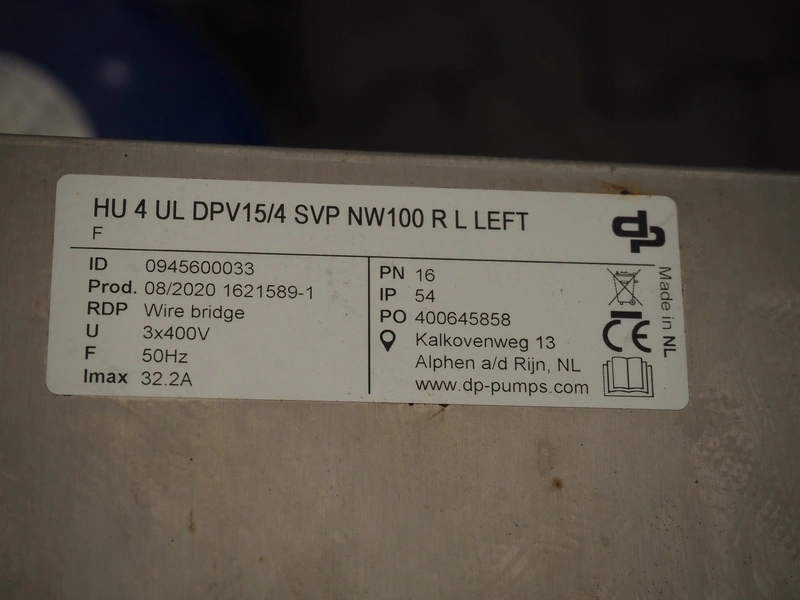 HU 4 UL DPV15/4 SVP NW100 R L LEFT
F
dp
ID 0945600033
Prod. 08/2020 1621589-1
RDP Wire bridge
U 3x400V
F 50Hz
Imax 32.2A
PN 16
IP 54
PO 400645858
Kalkovenweg 13
Alphen a/d Rijn, NL
www.dp-pumps.com
CE
Made in NL